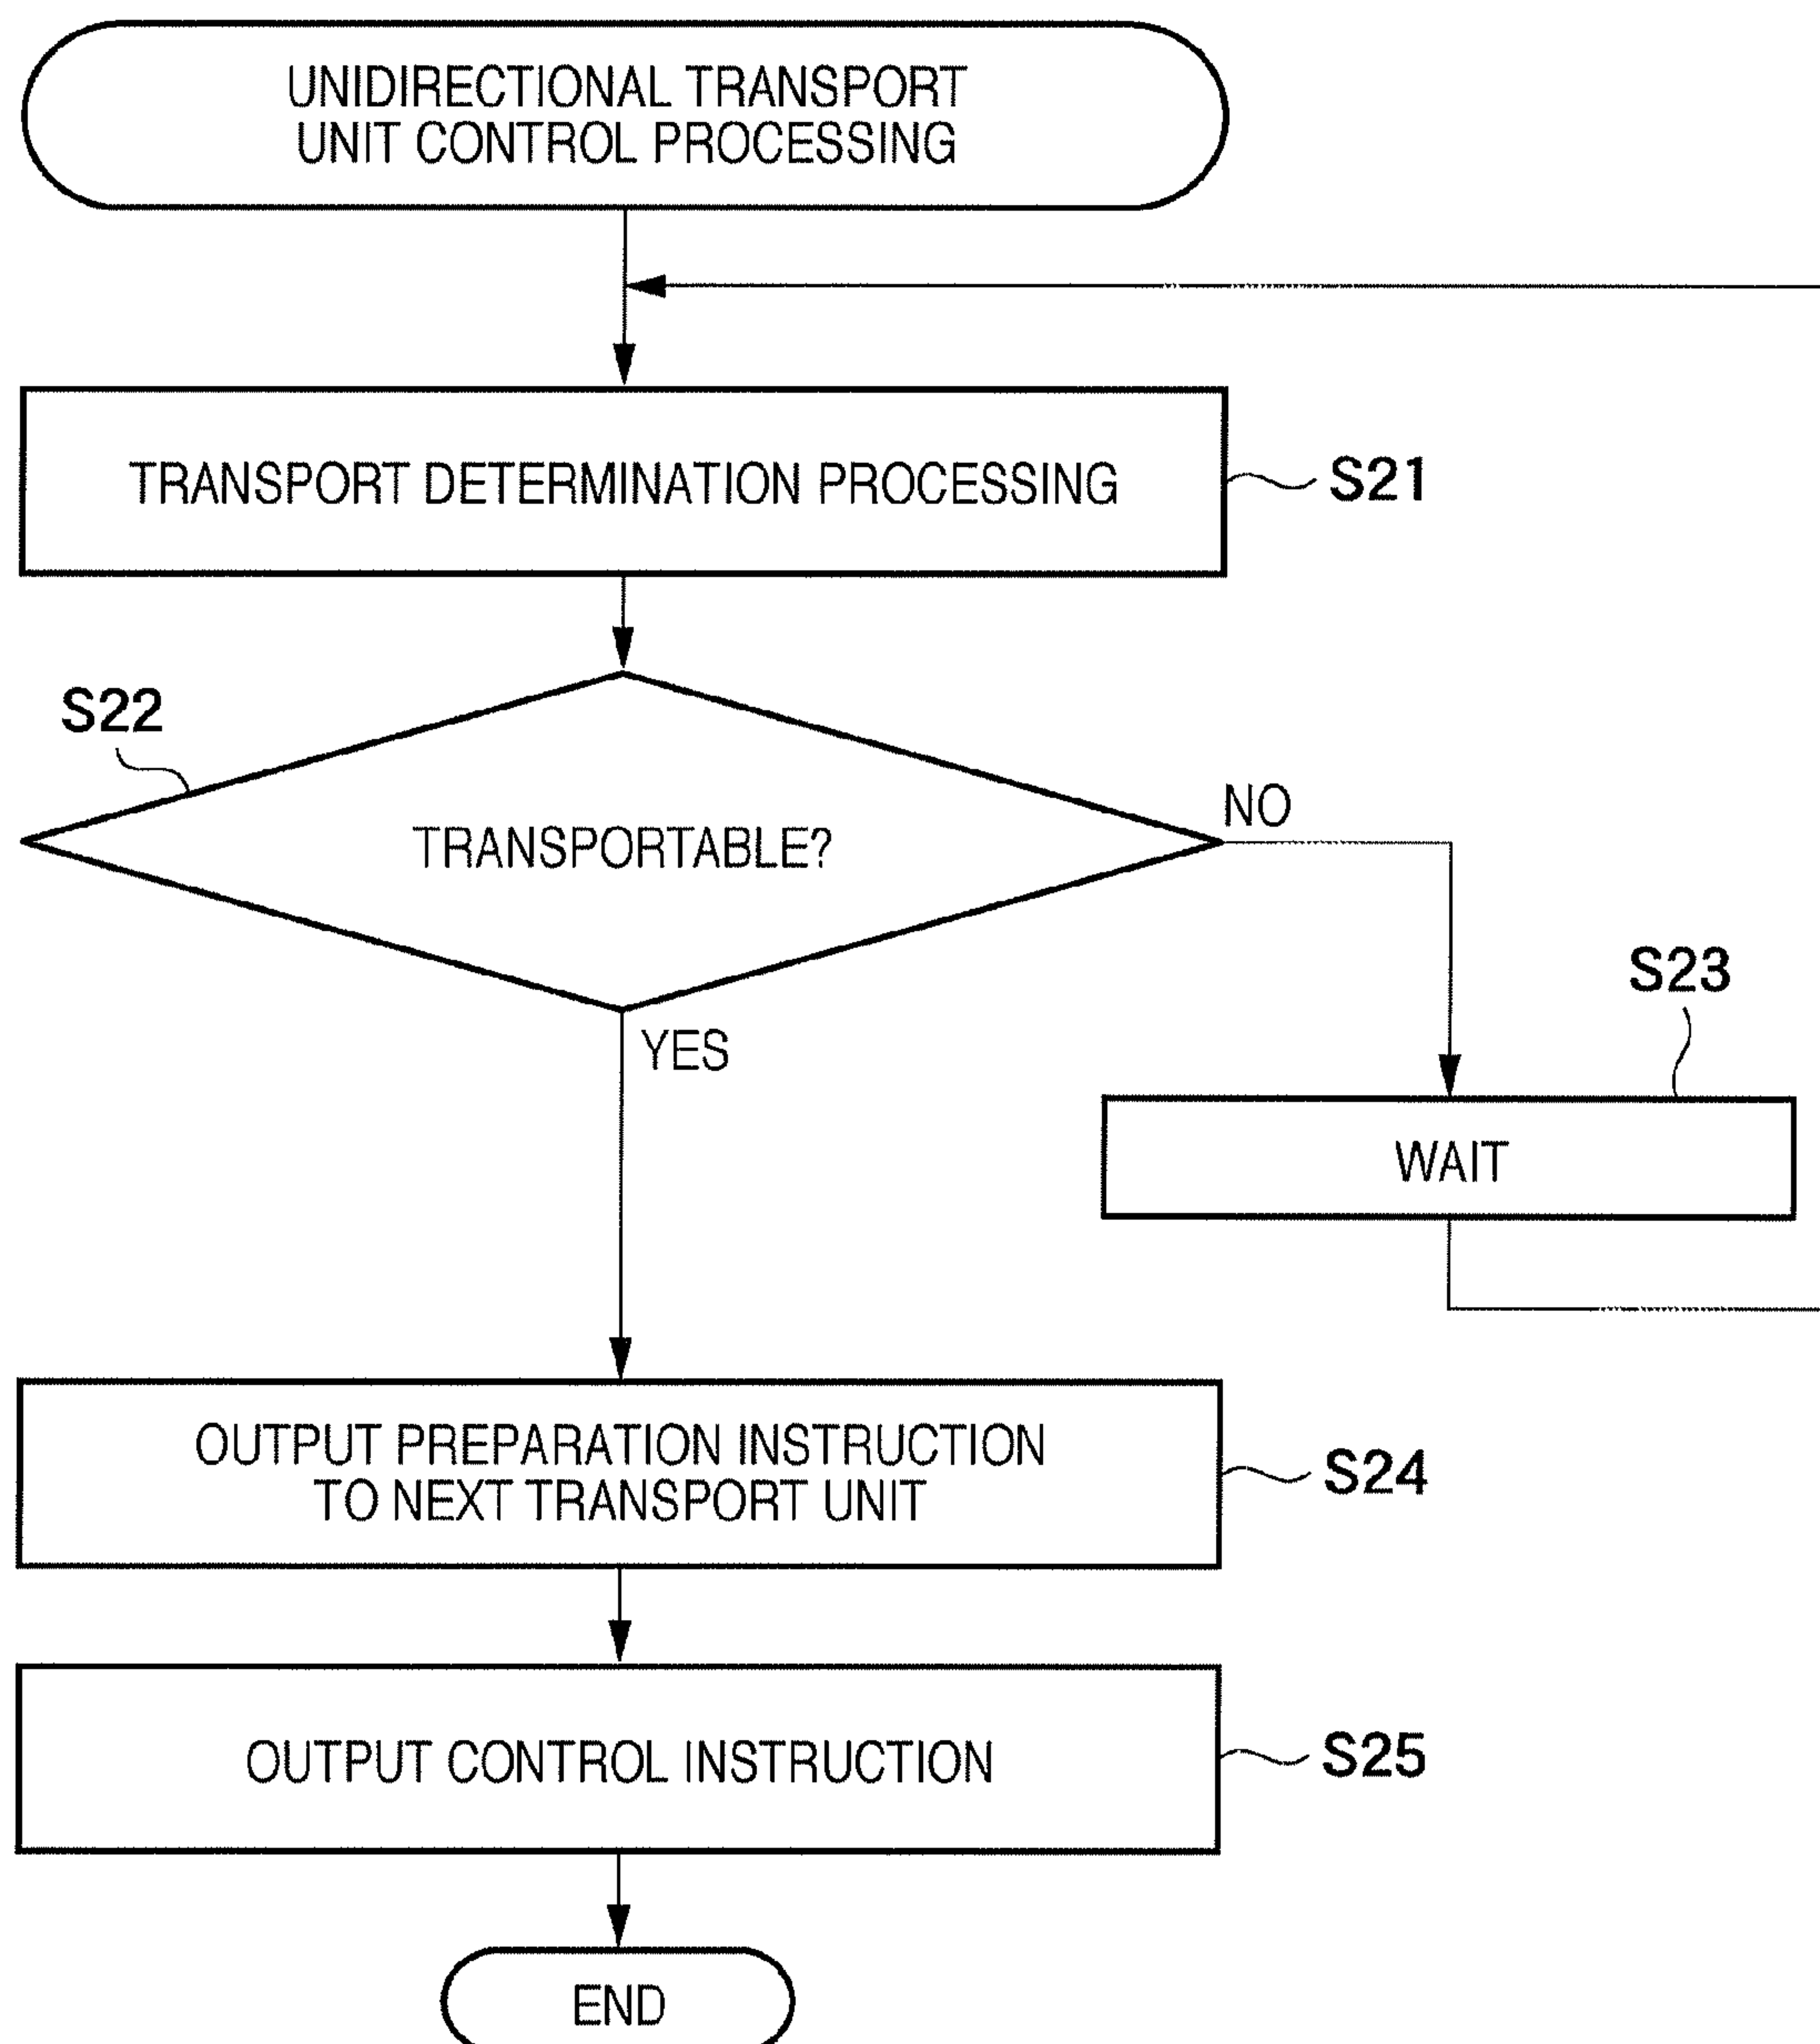 UNIDIRECTIONAL TRANSPORT
UNIT CONTROL PROCESSING
TRANSPORT DETERMINATION PROCESSING
S21
S22
TRANSPORTABLE?
NO
YES
S23
WAIT
OUTPUT PREPARATION INSTRUCTION
TO NEXT TRANSPORT UNIT
S24
OUTPUT CONTROL INSTRUCTION
S25
END